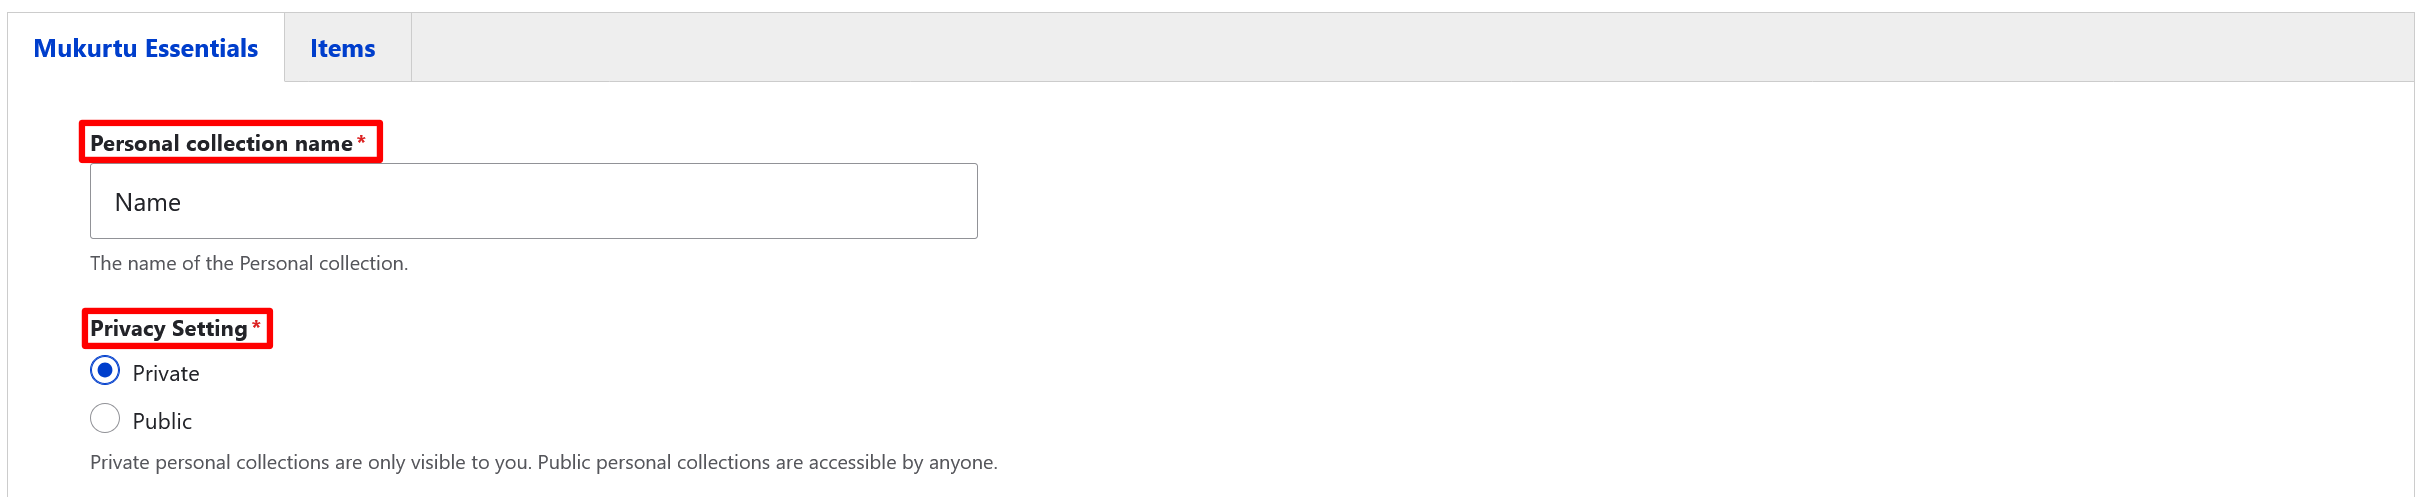 Mukurtu Essentials Items
Personal collection name*
Name
The name of the Personal collection.
Privacy Setting*
Private
Public
Private personal collections are only visible to you. Public personal collections are accessible by anyone.